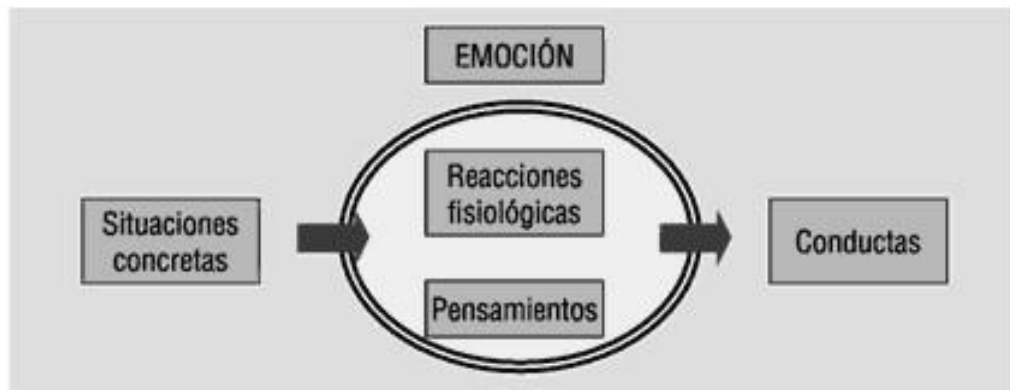 EMOCIÓN
Situaciones
concretas
Reacciones
fisiológicas
Pensamientos
Conductas